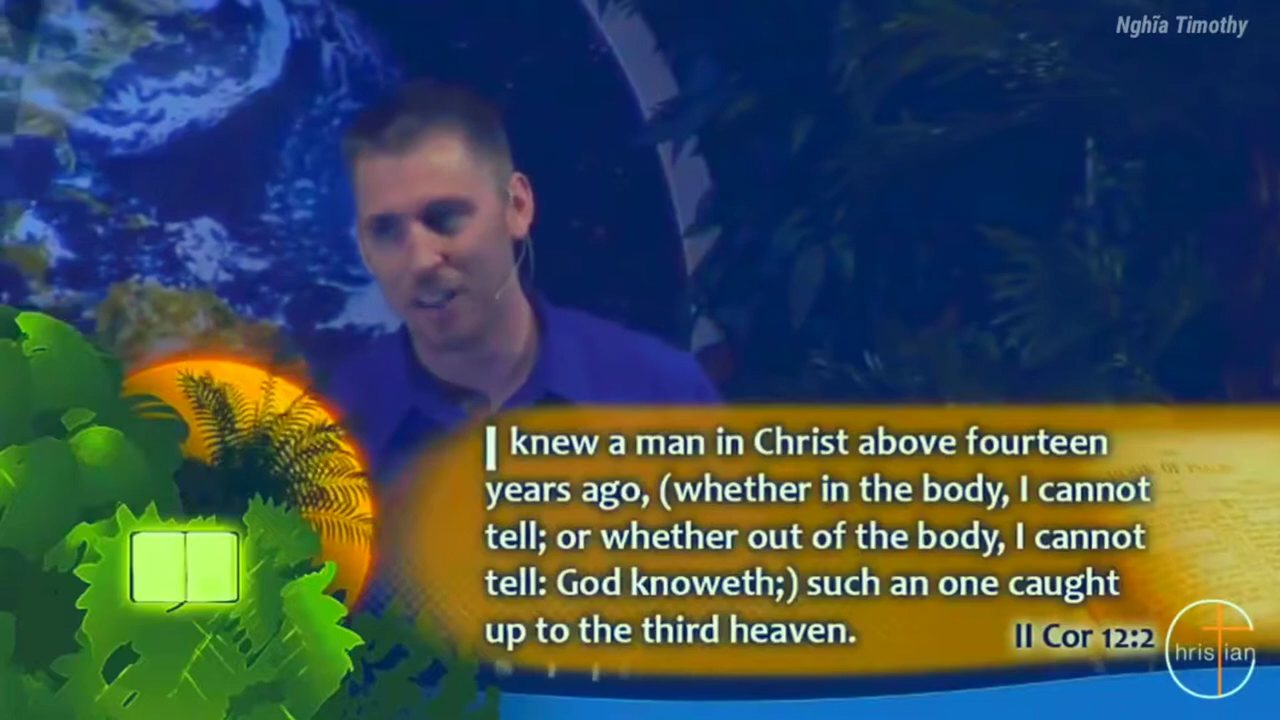 Nghĩa Timothy
I knew a man in Christ above fourteen
years ago, (whether in the body, I cannot
tell; or whether out of the body, I cannot
tell: God knoweth;) such an one caught
up to the third heaven.
II Cor 12:2
hristian